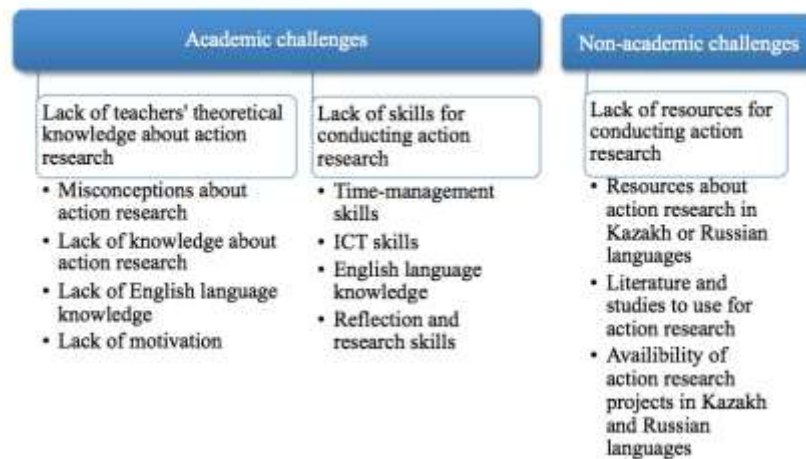 Academic challenges
Non-academic challenges
Lack of teachers' theoretical
knowledge about action
research
• Misconceptions about
action research
• Lack of knowledge about
action research
• Lack of English language
knowledge
• Lack of motivation
Lack of skills for
conducting action
research
• Time-management
skills
• ICT skills
• English language
knowledge
• Reflection and
research skills
Lack of resources for
conducting action
research
• Resources about
action research in
Kazakh or Russian
languages
• Literature and
studies to use for
action research
• Availibility of
action research
projects in Kazakh
and Russian
languages